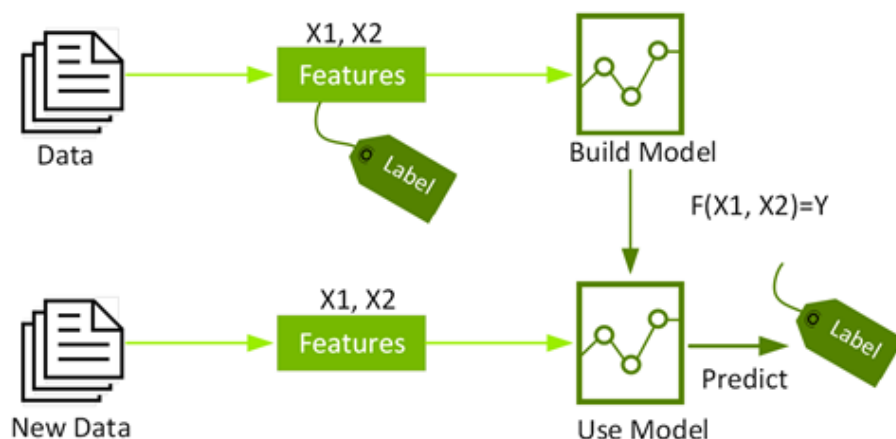 X1, X2
Features
Data
Label
Build Model
F(X1, X2)=Y
X1, X2
Features
Label
Predict
New Data
Use Model